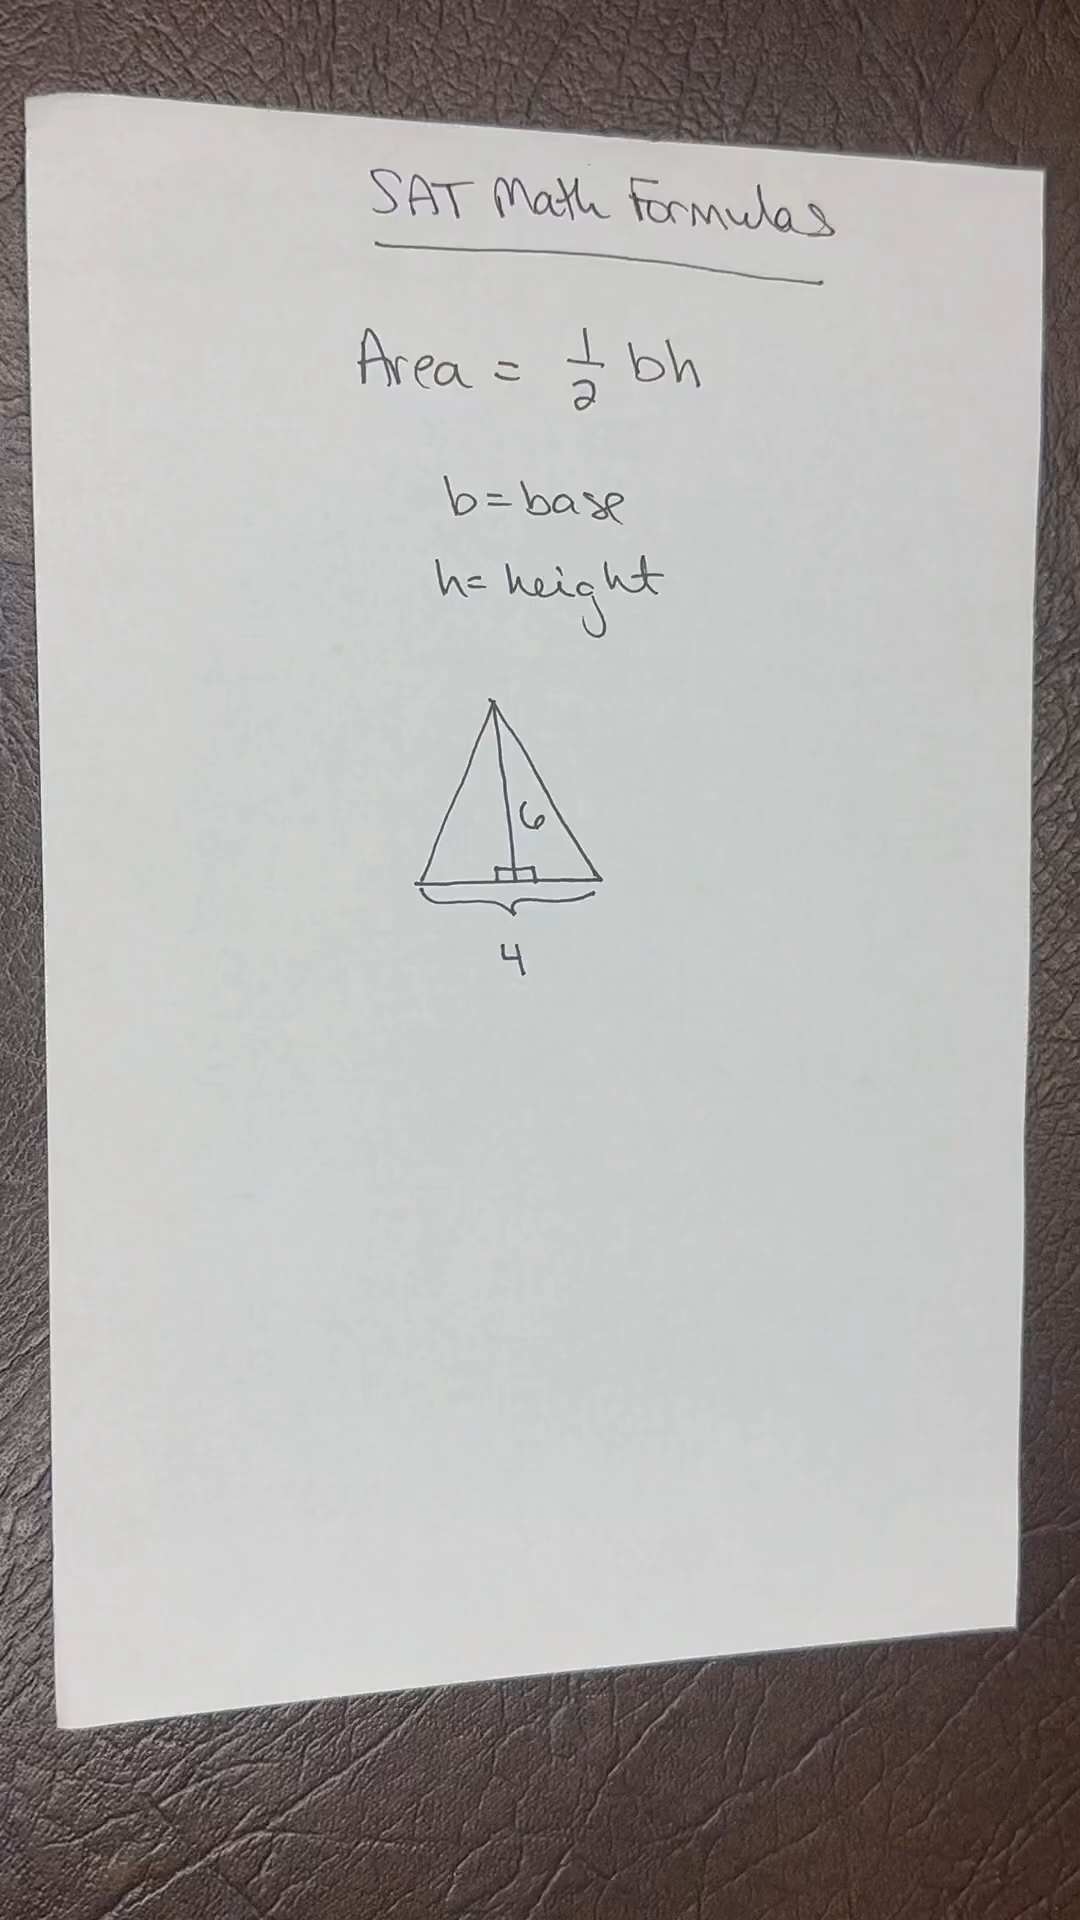 SAT Math Formulas
Area = 1/2 bh
b = base
h = height
6
4